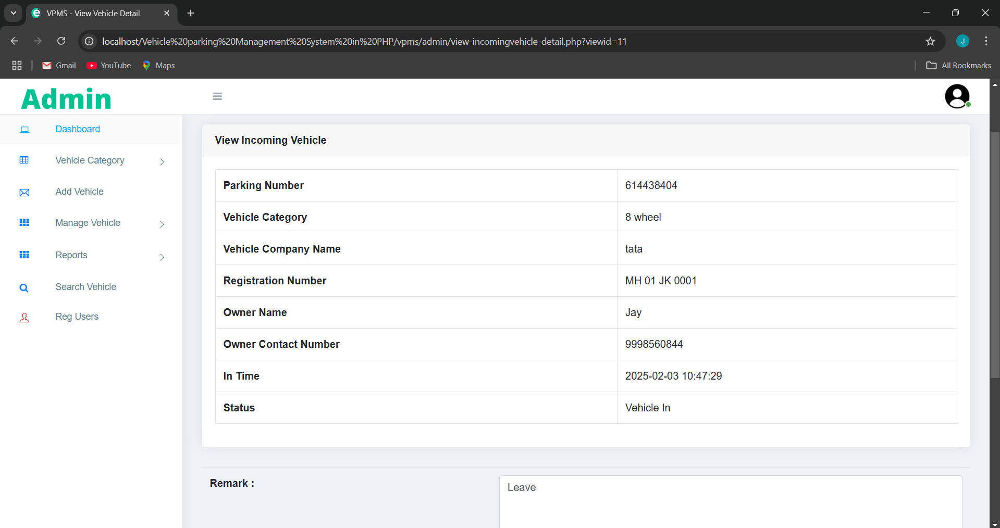 VPMS - View Vehicle Detail
localhost/Vehicle%20parking%20Management%20System%20in%20PHP/vpms/admin/view-incomingvehicle-detail.php?viewid=11
J
Gmail YouTube Maps All Bookmarks
Admin
Dashboard
Vehicle Category
Add Vehicle
Manage Vehicle
Reports
Search Vehicle
Reg Users
View Incoming Vehicle
Parking Number 614438404
Vehicle Category 8 wheel
Vehicle Company Name tata
Registration Number MH 01 JK 0001
Owner Name Jay
Owner Contact Number 9998560844
In Time 2025-02-03 10:47:29
Status Vehicle In
Remark : Leave